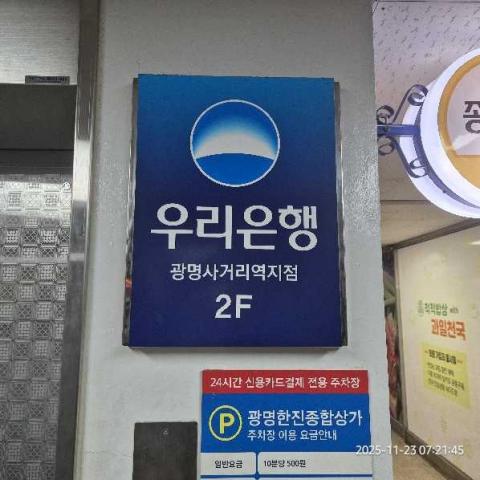 우리은행
광명사거리역지점
2F
24시간 신용카드결제 전용 주차장
P 광명한진종합상가
주차장 이용 요금안내
일반요금 10분당 500원
과일천국
2025-11-23 07:21:45